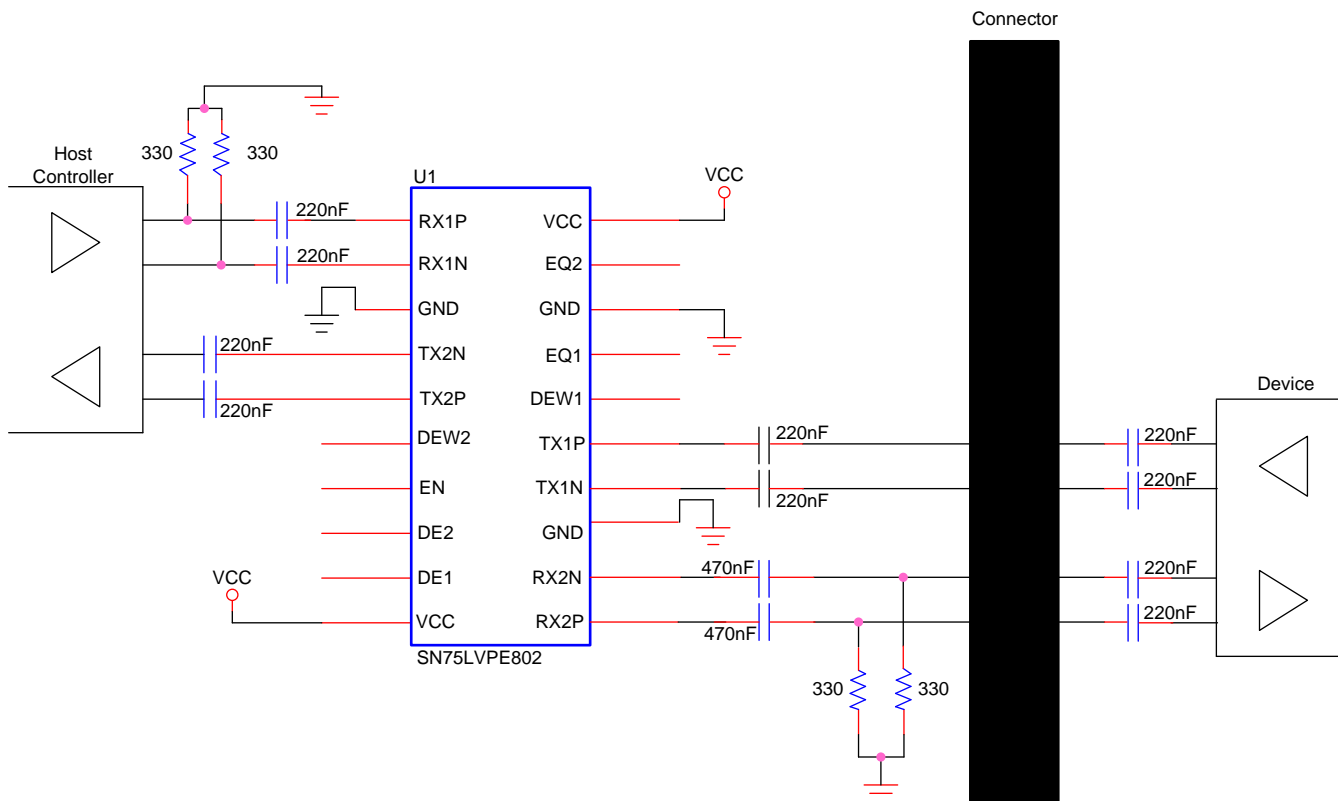 Connector
330
330
Host
Controller
U1
VCC
220nF
RX1P
VCC
220nF
RX1N
EQ2
GND
GND
220nF
TX2N
EQ1
220nF
TX2P
DEW1
Device
DEW2
TX1P
220nF
220nF
EN
TX1N
220nF
220nF
DE2
GND
VCC
DE1
RX2N
470nF
220nF
VCC
RX2P
470nF
220nF
SN75LVPE802
330
330